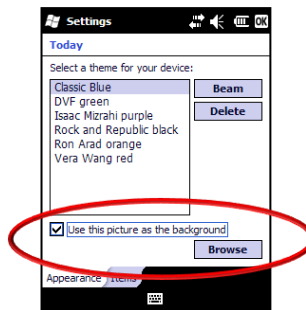 Settings
OK
Today
Select a theme for your device:
Classic Blue
Beam
DVF green
Delete
Isaac Mizrahi purple
Rock and Republic black
Ron Arad orange
Vera Wang red
Use this picture as the background
Browse
Appearance
Items